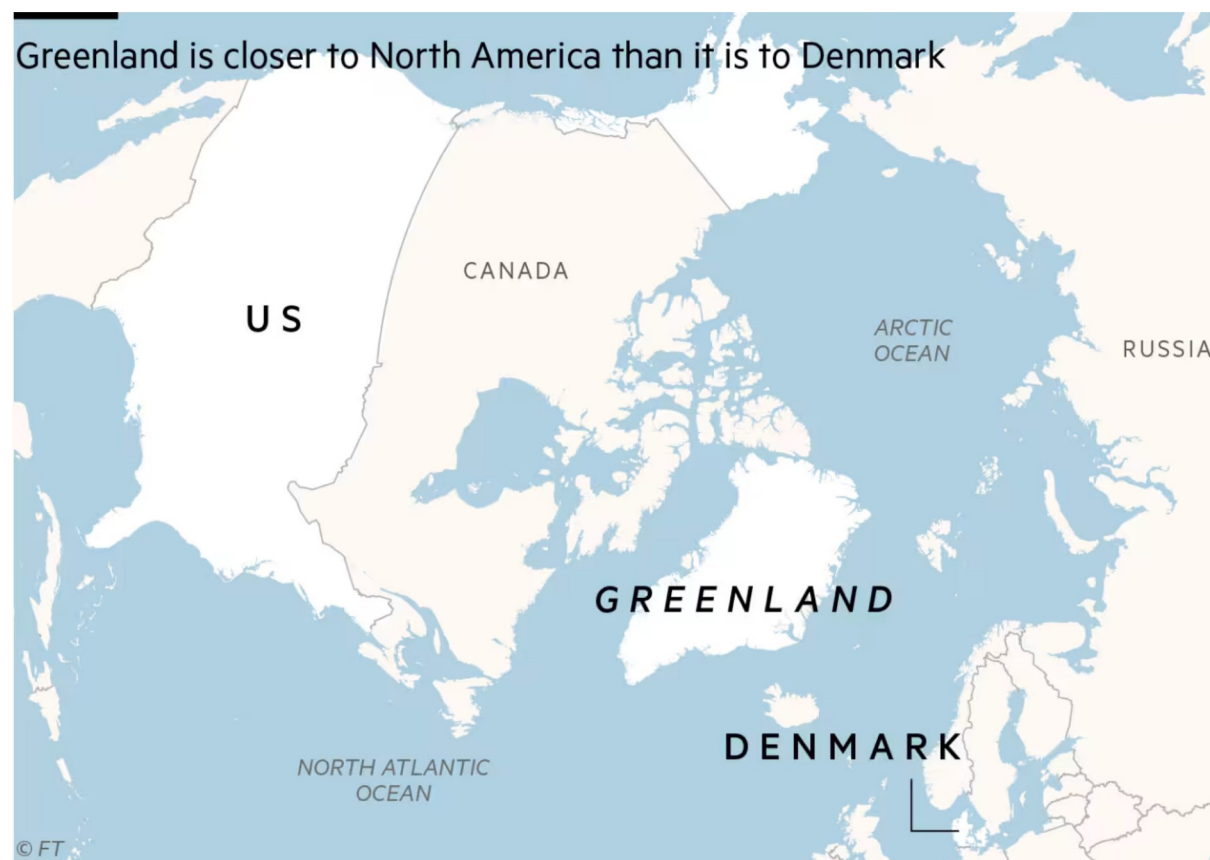 Greenland is closer to North America than it is to Denmark
CANADA
US
ARCTIC
OCEAN
RUSSIA
GREENLAND
DENMARK
NORTH ATLANTIC
OCEAN
© FT